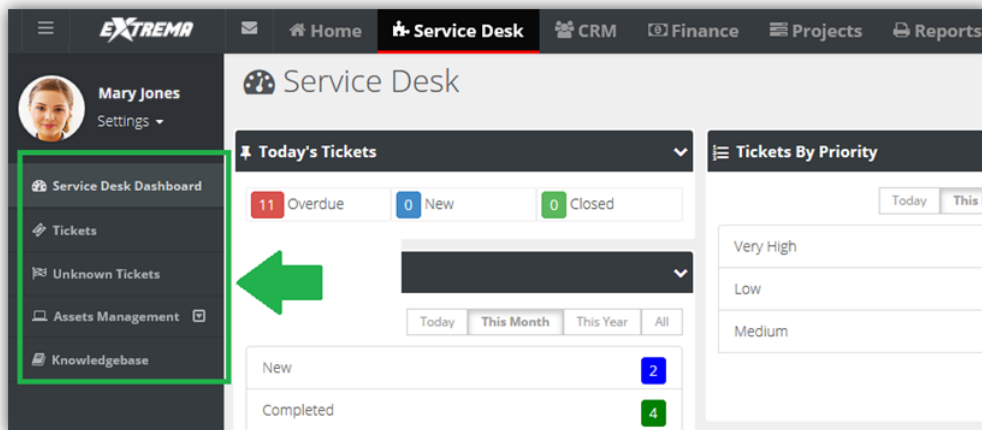 EXTREMA
Home
Service Desk
CRM
Finance
Projects
Reports
Mary Jones
Settings
Service Desk
Service Desk Dashboard
Tickets
Unknown Tickets
Assets Management
Knowledgebase
Today's Tickets
11 Overdue
0 New
0 Closed
Today
This Month
This Year
All
New 2
Completed 4
Tickets By Priority
Today
This
Very High
Low
Medium